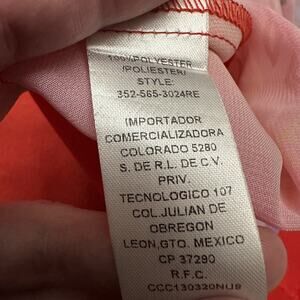 100%POLYESTER
(POLIESTER)
STYLE:
352-565-3024RE
IMPORTADOR
COMERCIALIZADORA
COLORADO 5280
S. DE R.L. DE C.V.
PRIV.
TECNOLOGICO 107
COL.JULIAN DE
OBREGON
LEON,GTO. MEXICO
CP 37290
R.F.C.
CCC130320NU9